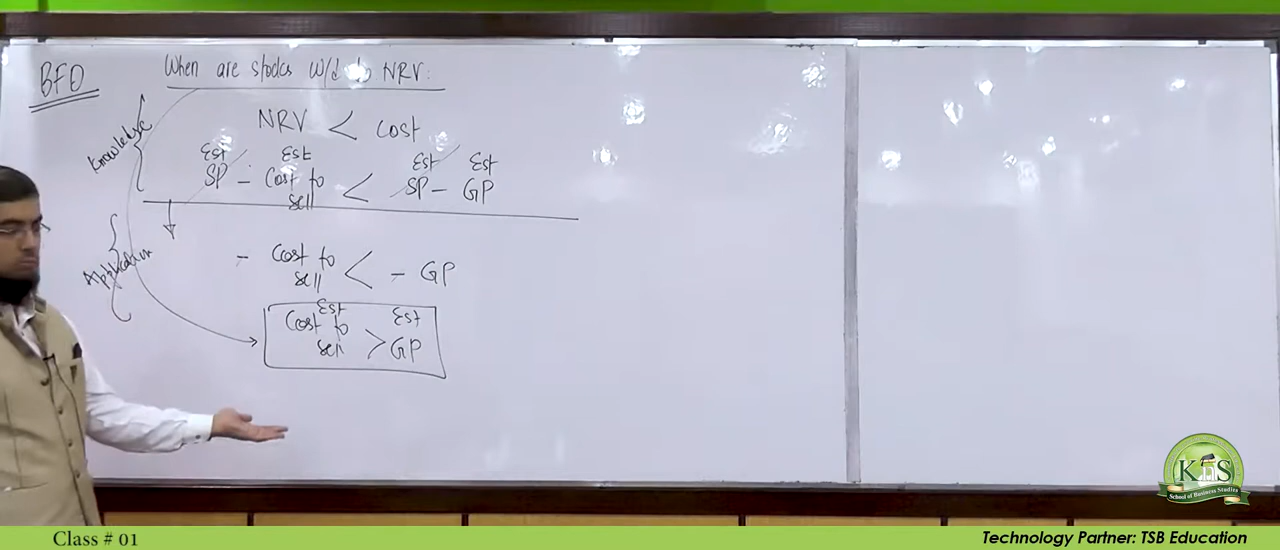 BFD
When are stocks W/d to NRV:
NRV < Cost
Est Est Est Est
SP - Cost to sell < SP - GP
Knowledge
Application
- Cost to sell < - GP
Est Est
Cost to sell > GP
KnS
School of Business Studies
Class # 01
Technology Partner: TSB Education